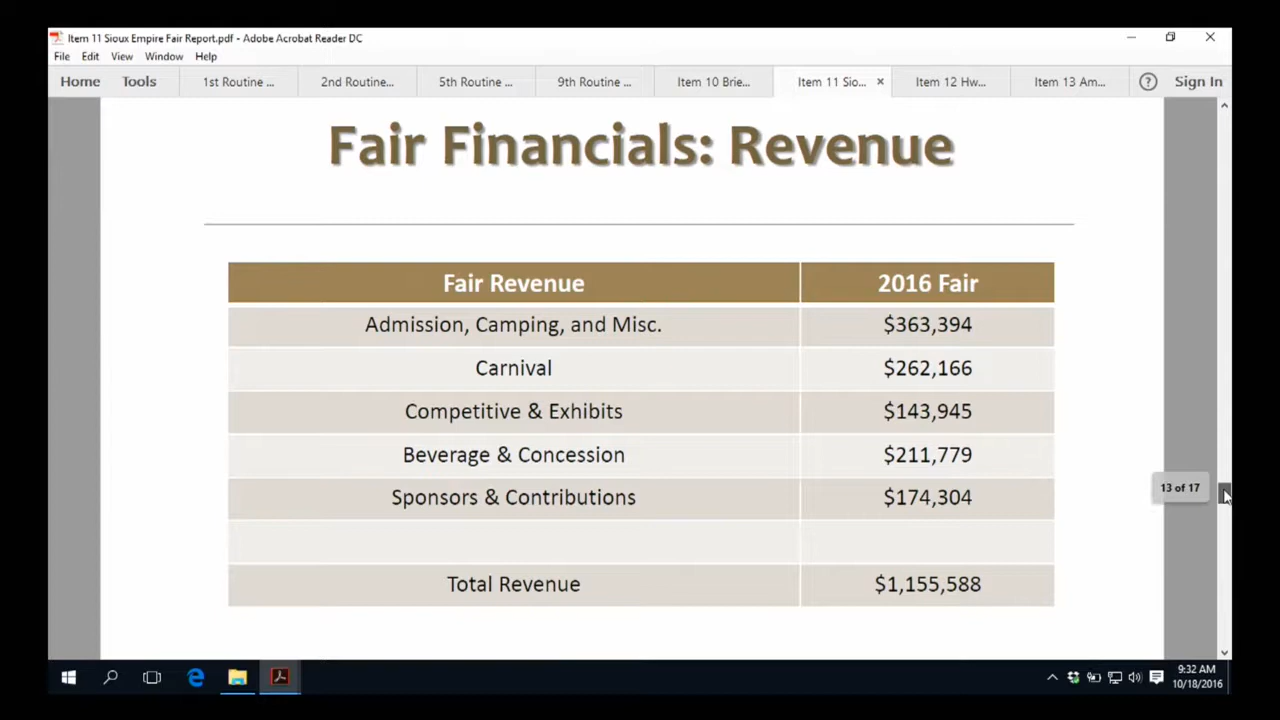 Item 11 Sioux Empire Fair Report.pdf - Adobe Acrobat Reader DC
File Edit View Window Help
Home Tools 1st Routine ... 2nd Routine... 5th Routine ... 9th Routine ... Item 10 Brie... Item 11 Sio... × Item 12 Hw... Item 13 Am... ? Sign In
Fair Financials: Revenue
Fair Revenue 2016 Fair
Admission, Camping, and Misc. $363,394
Carnival $262,166
Competitive & Exhibits $143,945
Beverage & Concession $211,779
Sponsors & Contributions $174,304
13 of 17
Total Revenue $1,155,588
9:32 AM
10/18/2016